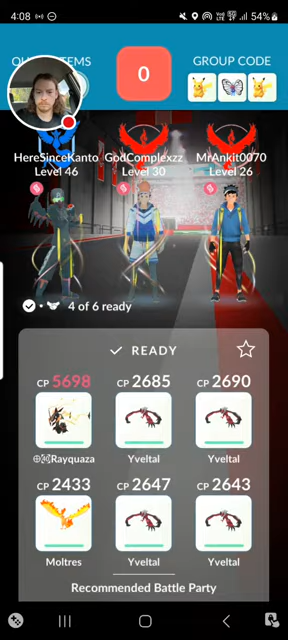 4:08
54%
QU ITEMS
0
GROUP CODE
HereSinceKanto
Level 46
GodComplexzz
Level 30
MrAnkit0070
Level 26
4 of 6 ready
READY
CP 5698
CP 2685
CP 2690
Rayquaza
Yveltal
Yveltal
CP 2433
CP 2647
CP 2643
Moltres
Yveltal
Yveltal
Recommended Battle Party